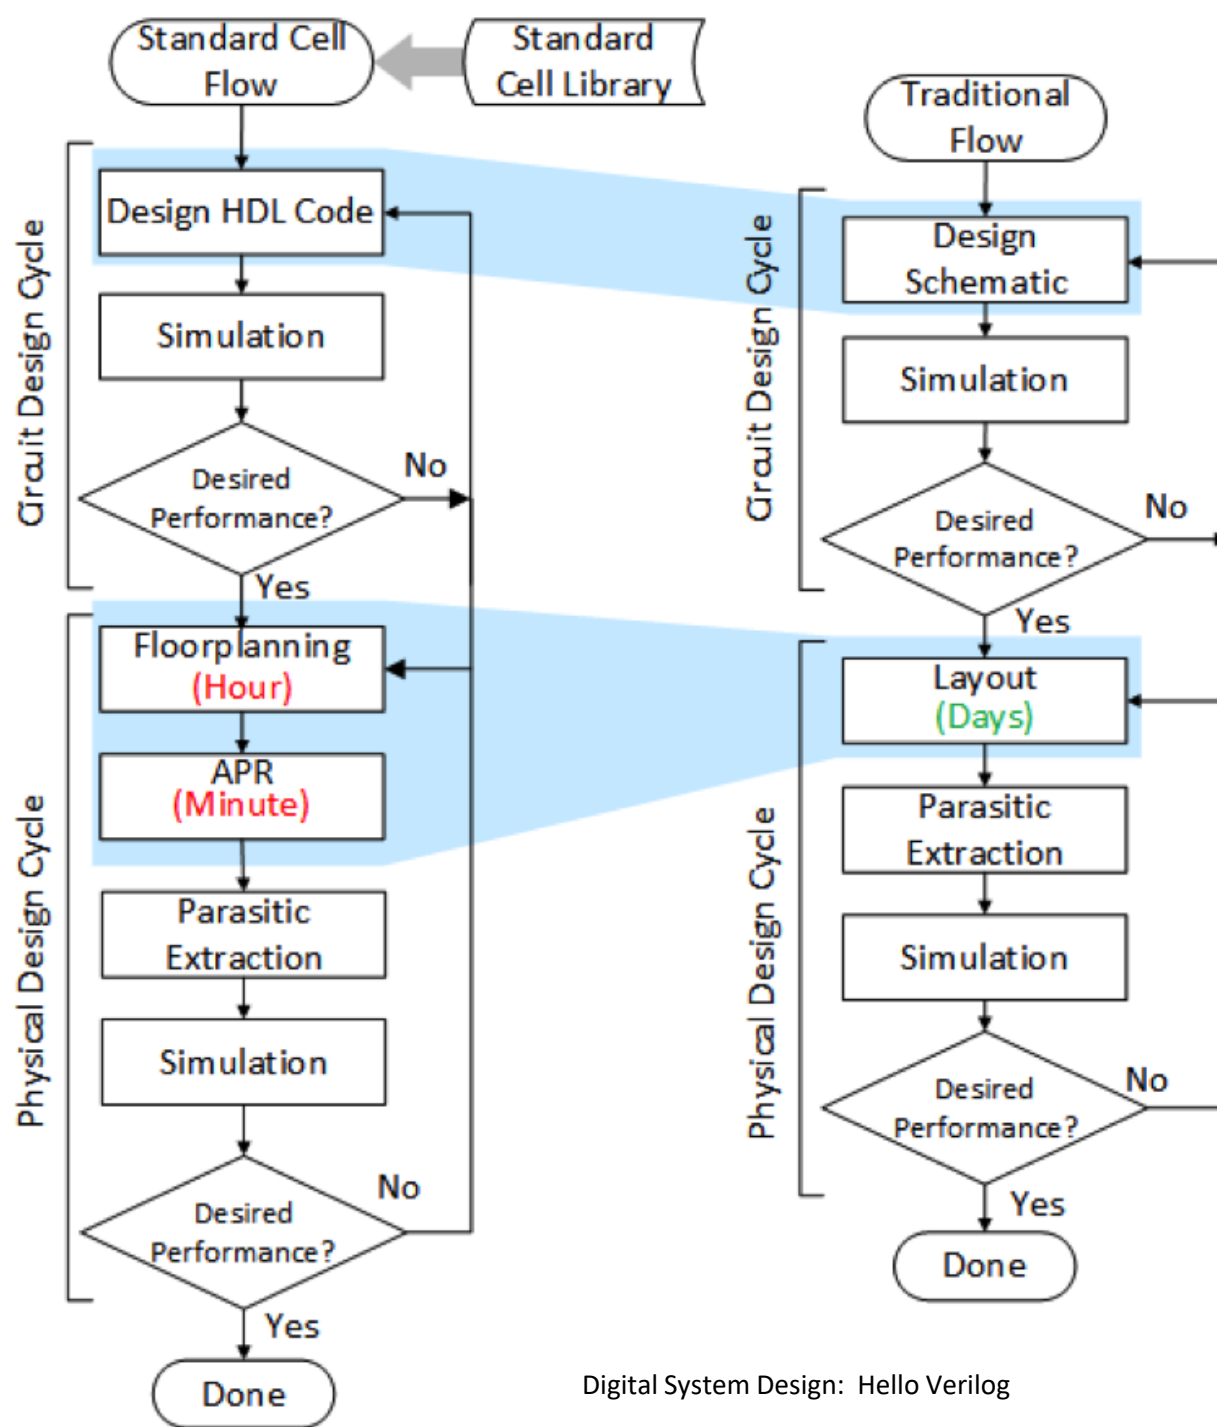 Standard Cell
Flow
Standard
Cell Library
Circuit Design Cycle
Design HDL Code
Simulation
Desired
Performance?
No
Yes
Physical Design Cycle
Floorplanning
(Hour)
APR
(Minute)
Parasitic
Extraction
Simulation
Desired
Performance?
No
Yes
Done
Traditional
Flow
Circuit Design Cycle
Design
Schematic
Simulation
Desired
Performance?
No
Yes
Physical Design Cycle
Layout
(Days)
Parasitic
Extraction
Simulation
Desired
Performance?
No
Yes
Done
Digital System Design: Hello Verilog